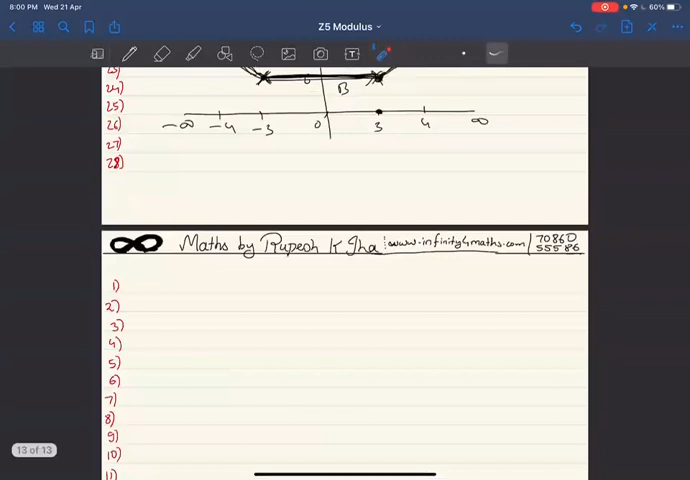 8:00 PM Wed 21 Apr
60%
Z5 Modulus
T
23)
24) B
25)
-∞ -4 -3 0 3 4 ∞
26)
27)
28)
∞ Maths by Rupesh K Jha www.infinity4maths.com 70860 55586
1)
2)
3)
4)
5)
6)
7)
8)
9)
10)
11)
13 of 13